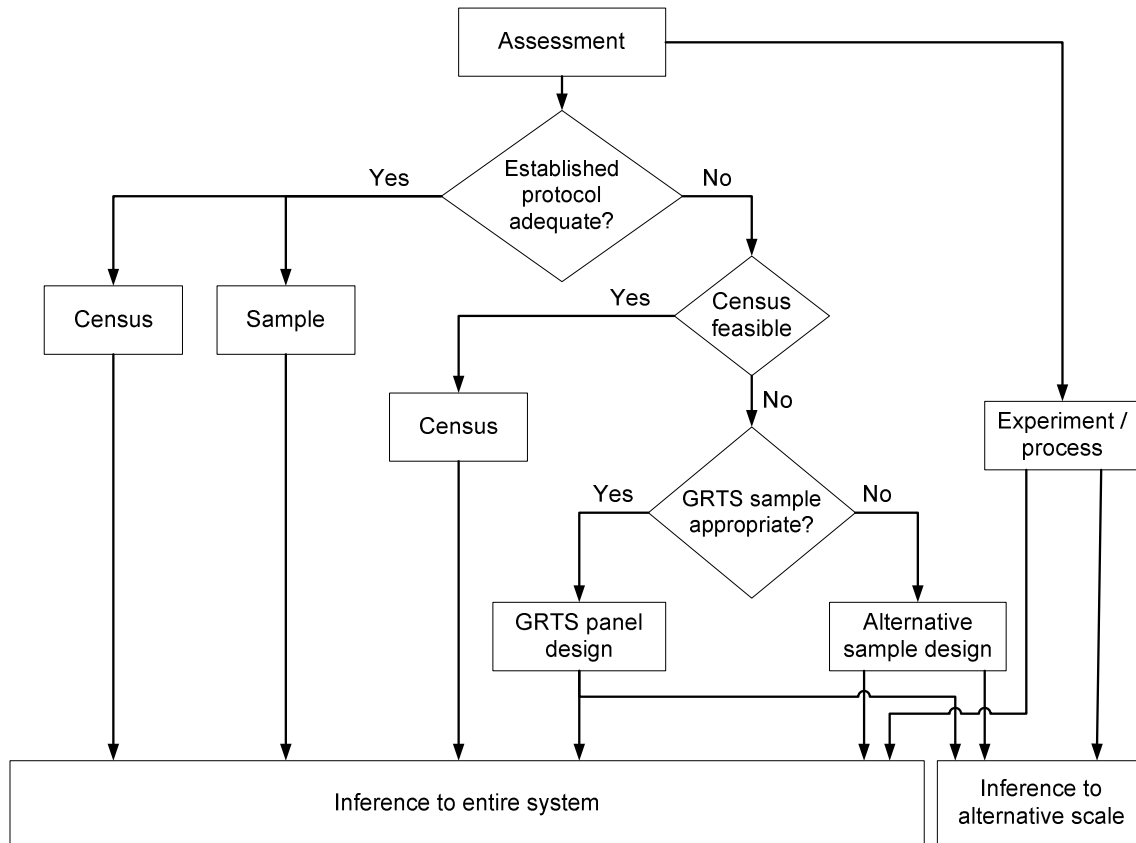 Assessment
Established
protocol
adequate?
Yes
No
Census
Sample
Yes
Census
feasible
Census
No
Experiment /
process
Yes
GRTS sample
appropriate?
No
GRTS panel
design
Alternative
sample design
Inference to entire system
Inference to
alternative scale